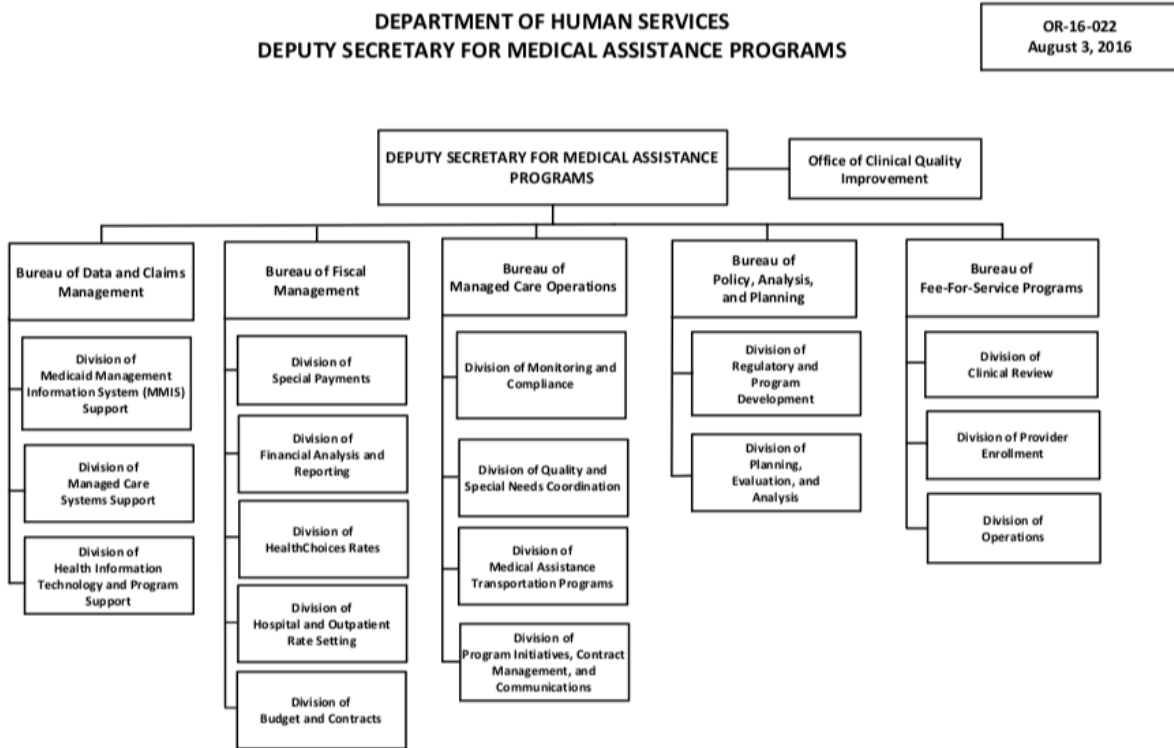 DEPARTMENT OF HUMAN SERVICES
DEPUTY SECRETARY FOR MEDICAL ASSISTANCE PROGRAMS
OR-16-022
August 3, 2016
DEPUTY SECRETARY FOR MEDICAL ASSISTANCE
PROGRAMS
Office of Clinical Quality
Improvement
Bureau of Data and Claims
Management
Division of
Medicaid Management
Information System (MMIS)
Support
Division of
Managed Care
Systems Support
Division of
Health Information
Technology and Program
Support
Bureau of Fiscal
Management
Division of
Special Payments
Division of
Financial Analysis and
Reporting
Division of
HealthChoices Rates
Division of
Hospital and Outpatient
Rate Setting
Division of
Budget and Contracts
Bureau of
Managed Care Operations
Division of Monitoring and
Compliance
Division of Quality and
Special Needs Coordination
Division of
Medical Assistance
Transportation Programs
Division of
Program Initiatives, Contract
Management, and
Communications
Bureau of
Policy, Analysis,
and Planning
Division of
Regulatory and
Program
Development
Division of
Planning,
Evaluation, and
Analysis
Bureau of
Fee-For-Service Programs
Division of
Clinical Review
Division of Provider
Enrollment
Division of
Operations